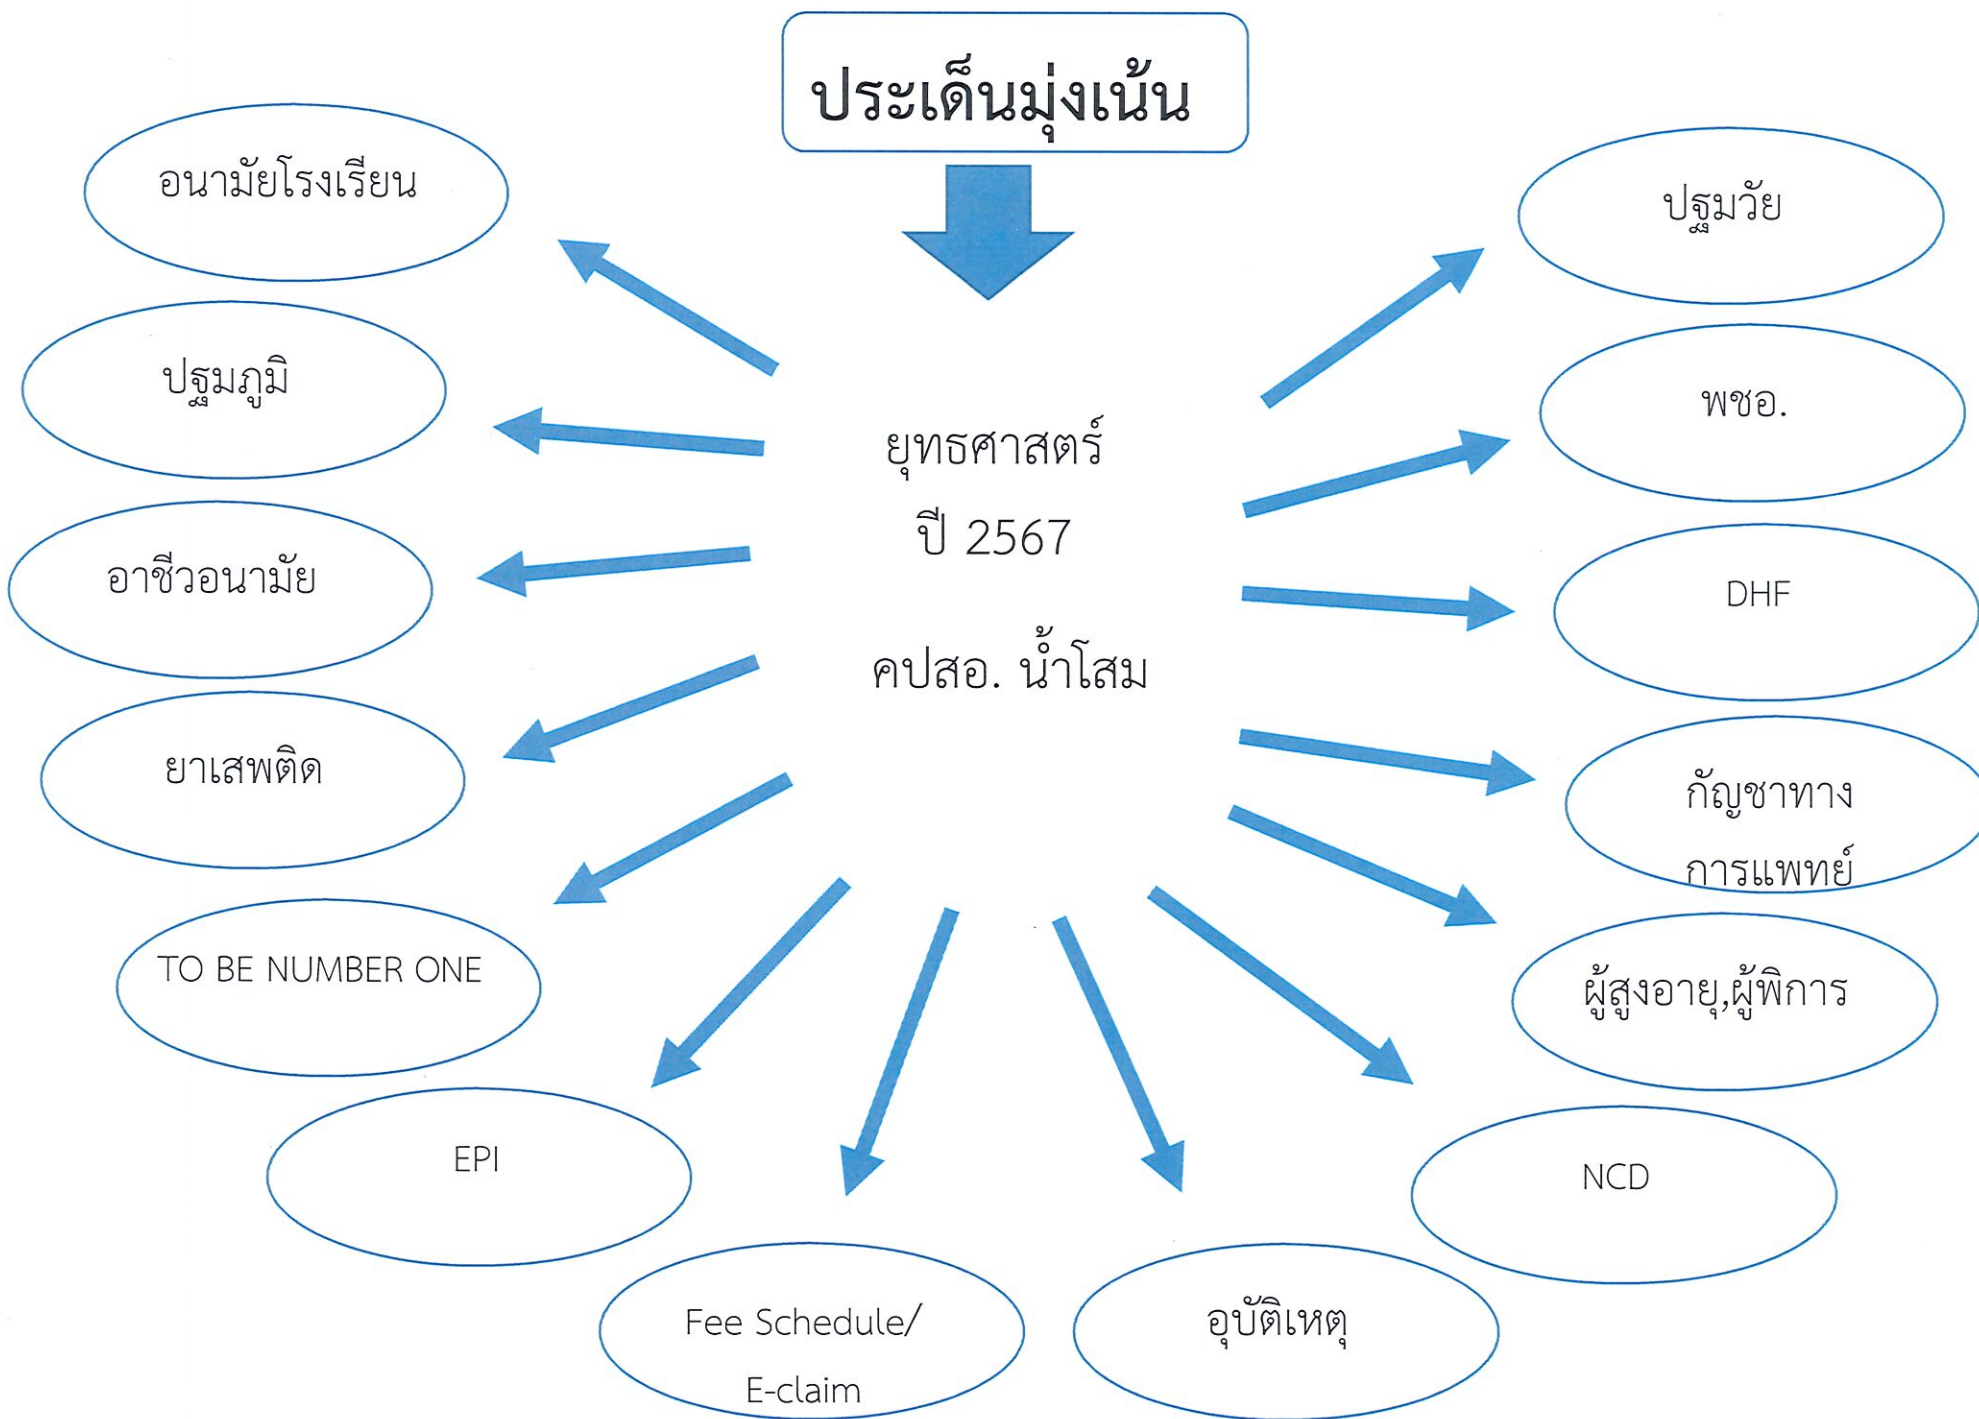 ประเด็นมุ่งเน้น
อนามัยโรงเรียน
ปฐมวัย
ปฐมภูมิ
พชอ.
ยุทธศาสตร์
ปี 2567
คปสอ. น้ำโสม
อาชีวอนามัย
DHF
ยาเสพติด
กัญชาทาง
การแพทย์
TO BE NUMBER ONE
ผู้สูงอายุ,ผู้พิการ
EPI
NCD
Fee Schedule/
E-claim
อุบัติเหตุ